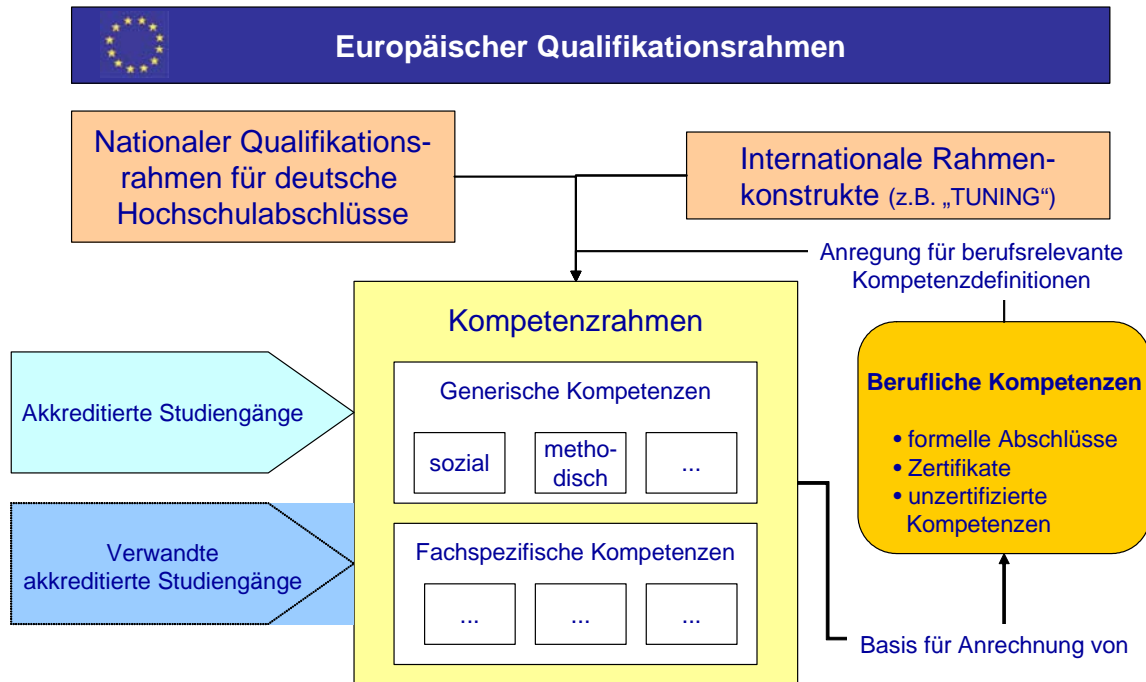 Europäischer Qualifikationsrahmen
Nationaler Qualifikations-
rahmen für deutsche
Hochschulabschlüsse
Internationale Rahmen-
konstrukte (z.B. „TUNING“)
Anregung für berufsrelevante
Kompetenzdefinitionen
Kompetenzrahmen
Akkreditierte Studiengänge
Generische Kompetenzen
sozial
metho-
disch
...
Berufliche Kompetenzen
• formelle Abschlüsse
• Zertifikate
• unzertifizierte
Kompetenzen
Verwandte
akkreditierte Studiengänge
Fachspezifische Kompetenzen
...
...
...
Basis für Anrechnung von